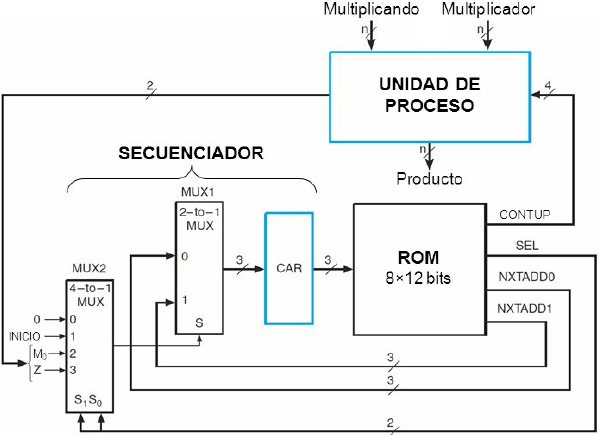 Multiplicando
Multiplicador
n
n
2
UNIDAD DE
PROCESO
4
SECUENCIADOR
n
Producto
MUX1
2-to-1
MUX
CONTUP
SEL
0
3
CAR
3
ROM
8×12 bits
NXTADD0
MUX2
4-to-1
MUX
1
NXTADD1
0
0
S
INICIO
1
M0
2
3
Z
3
3
S1S0
2